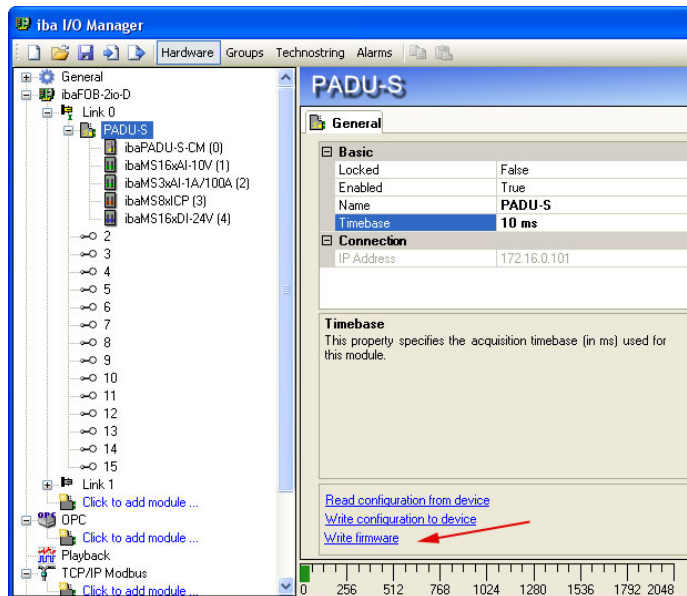 iba I/O Manager
Hardware Groups Technostring Alarms
General
ibaFOB-2io-D
Link 0
PADU-S
ibaPADU-S-CM (0)
ibaMS16xAI-10V (1)
ibaMS3xAI-1A/100A (2)
ibaMS8xICP (3)
ibaMS16xDI-24V (4)
2
3
4
5
6
7
8
9
10
11
12
13
14
15
Link 1
Click to add module ...
OPC
Click to add module ...
Playback
TCP/IP Modbus
Click to add module ...
PADU-S
General
Basic
Locked False
Enabled True
Name PADU-S
Timebase 10 ms
Connection
IP Address 172.16.0.101
Timebase
This property specifies the acquisition timebase (in ms) used for
this module.
Read configuration from device
Write configuration to device
Write firmware
0 256 512 768 1024 1280 1536 1792 2048